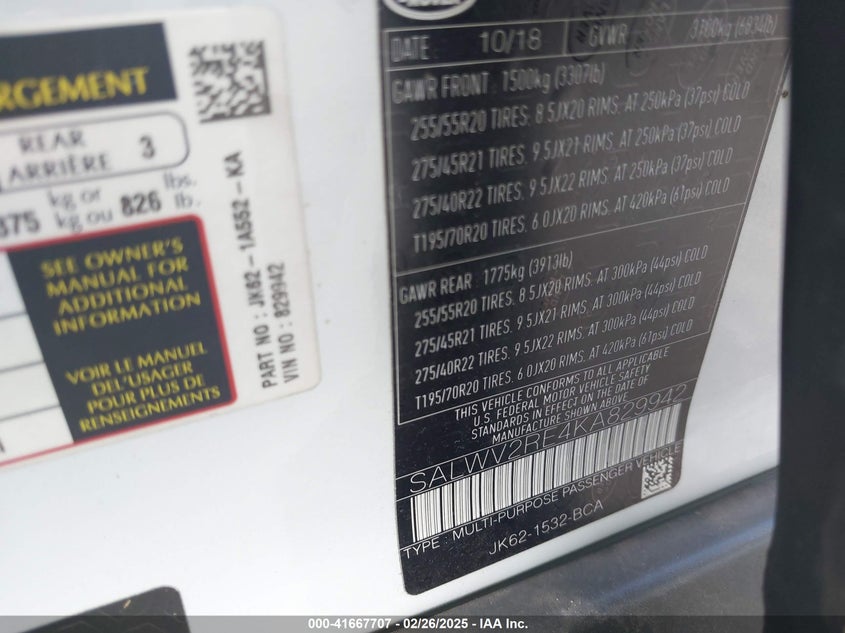 RGEMENT
REAR
ARRIÈRE 3
375 kg or kg ou 826 lbs. lb.
SEE OWNER'S
MANUAL FOR
ADDITIONAL
INFORMATION
VOIR LE MANUEL
DEL'USAGER
POUR PLUS DE
RENSEIGNEMENTS
PART NO : JK62-1A552-KA
VIN NO : 829942
DATE 10/18 GVWR 3100kg (6834lb)
GAWR FRONT : 1500kg (3307lb)
255/55R20 TIRES. 8 5JX20 RIMS. AT 250kPa (37psi) COLD
275/45R21 TIRES. 9 5JX21 RIMS. AT 250kPa (37psi) COLD
275/40R22 TIRES. 9 5JX22 RIMS. AT 250kPa (37psi) COLD
T195/70R20 TIRES. 6 0JX20 RIMS. AT 420kPa (61psi) COLD
GAWR REAR : 1775kg (3913lb)
255/55R20 TIRES. 8 5JX20 RIMS. AT 300kPa (44psi) COLD
275/45R21 TIRES. 9 5JX21 RIMS. AT 300kPa (44psi) COLD
275/40R22 TIRES. 9 5JX22 RIMS. AT 300kPa (44psi) COLD
T195/70R20 TIRES. 6 0JX20 RIMS. AT 420kPa (61psi) COLD
THIS VEHICLE CONFORMS TO ALL APPLICABLE
U.S. FEDERAL MOTOR VEHICLE SAFETY
STANDARDS IN EFFECT ON THE DATE OF
MANUFACTURE SHOWN ABOVE.
SALWV2RE4KA829942
TYPE : MULTI-PURPOSE PASSENGER VEHICLE
JK62-1532-BCA
000-41667707 - 02/26/2025 - IAA Inc.